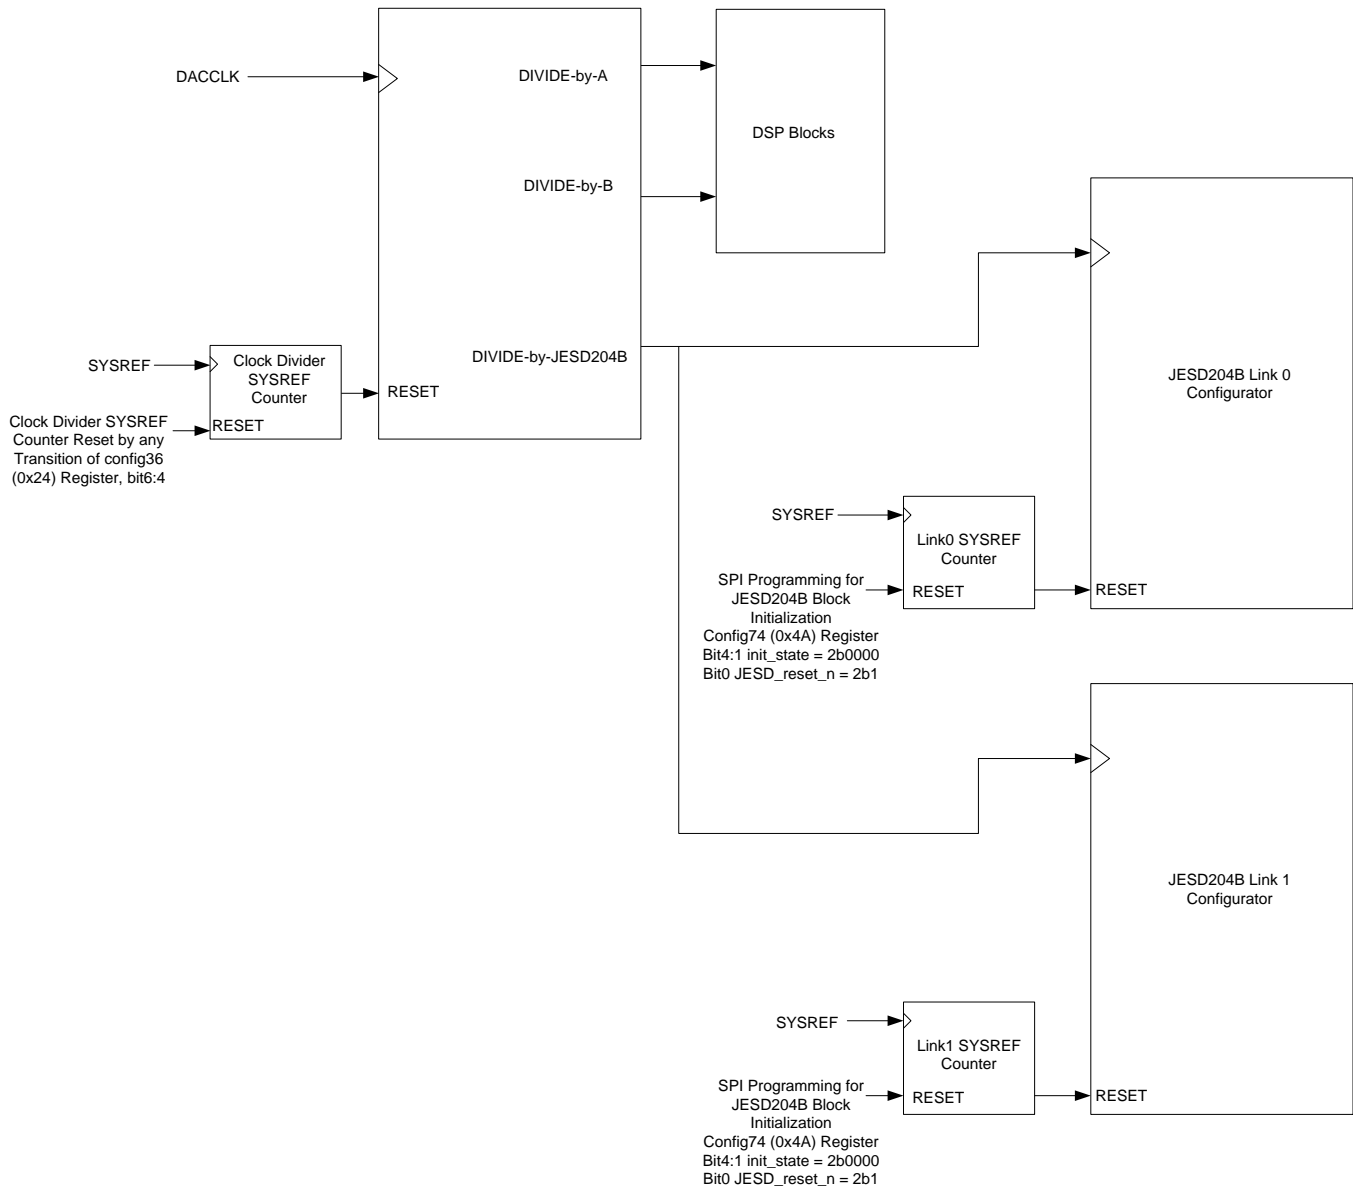 DACCLK
DIVIDE-by-A
DIVIDE-by-B
DIVIDE-by-JESD204B
RESET
DSP Blocks
SYSREF
Clock Divider
SYSREF
Counter
RESET
Clock Divider SYSREF
Counter Reset by any
Transition of config36
(0x24) Register, bit6:4
JESD204B Link 0
Configurator
RESET
SYSREF
Link0 SYSREF
Counter
RESET
SPI Programming for
JESD204B Block
Initialization
Config74 (0x4A) Register
Bit4:1 init_state = 2b0000
Bit0 JESD_reset_n = 2b1
JESD204B Link 1
Configurator
RESET
SYSREF
Link1 SYSREF
Counter
RESET
SPI Programming for
JESD204B Block
Initialization
Config74 (0x4A) Register
Bit4:1 init_state = 2b0000
Bit0 JESD_reset_n = 2b1